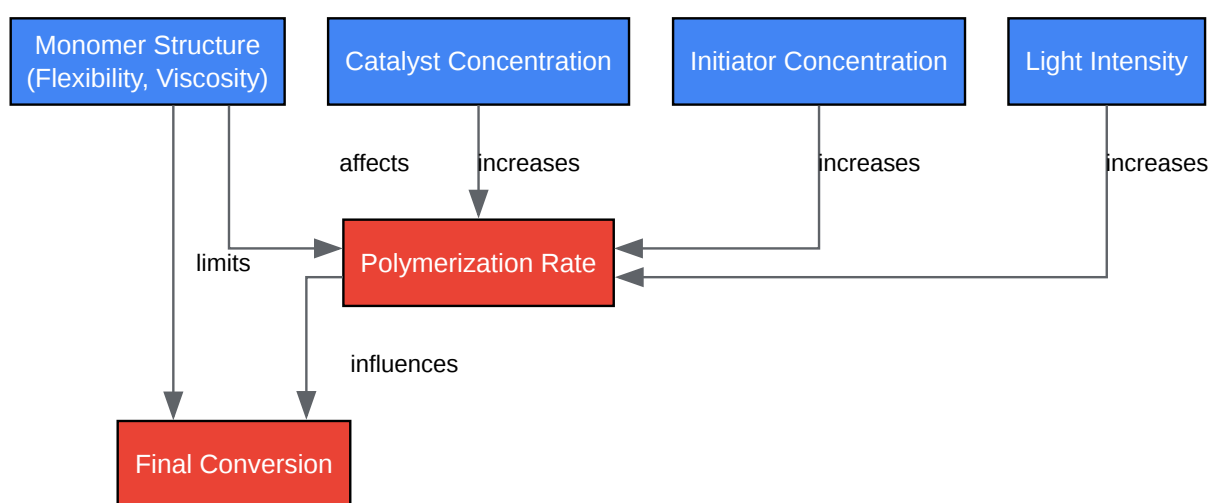 Monomer Structure
(Flexibility, Viscosity)
Catalyst Concentration
Initiator Concentration
Light Intensity
affects
increases
increases
increases
Polymerization Rate
limits
influences
Final Conversion